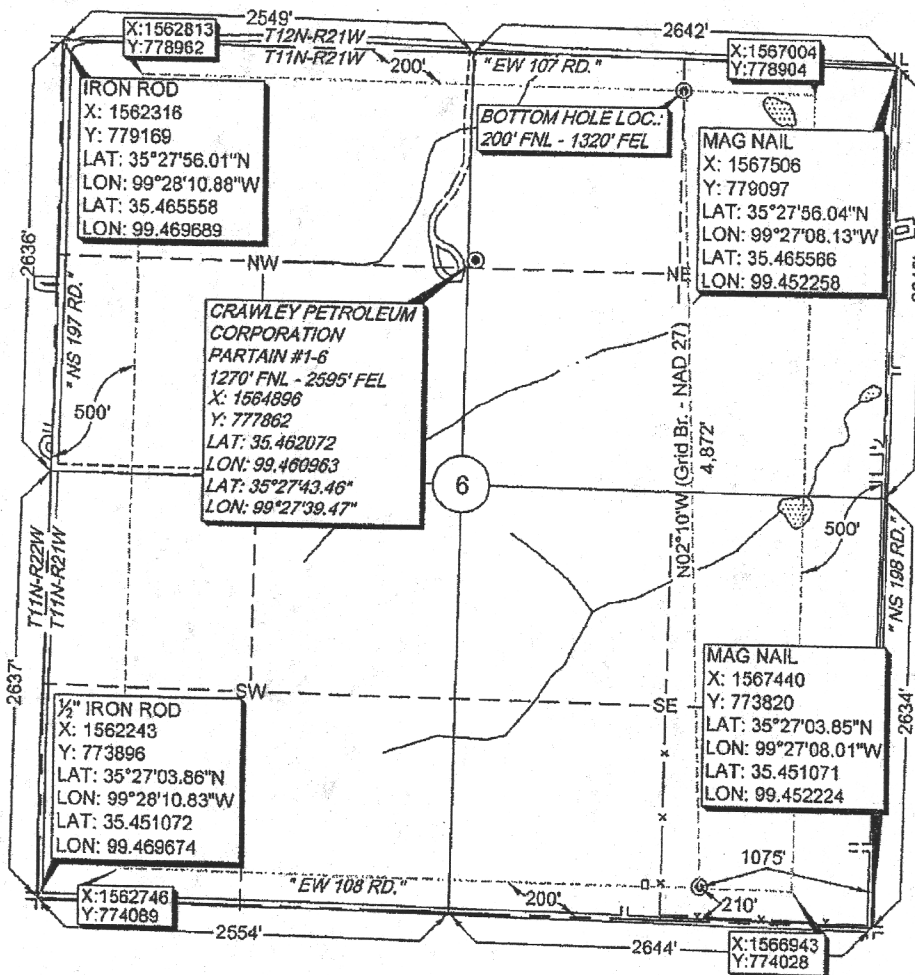 2549'
2642'
X:1562813
Y:778962
T12N-R21W
T11N-R21W
200'
"EW 107 RD."
X:1567004
Y:778904
IRON ROD
X: 1562316
Y: 779169
LAT: 35°27'56.01"N
LON: 99°28'10.88"W
LAT: 35.465558
LON: 99.469689
BOTTOM HOLE LOC.:
200' FNL - 1320' FEL
MAG NAIL
X: 1567506
Y: 779097
LAT: 35°27'56.04"N
LON: 99°27'08.13"W
LAT: 35.465566
LON: 99.452258
2636'
"NS 197 RD."
NW
NE
CRAWLEY PETROLEUM
CORPORATION
PARTAIN #1-6
1270' FNL - 2595' FEL
X: 1564896
Y: 777862
LAT: 35.462072
LON: 99.460963
LAT: 35°27'43.46"
LON: 99°27'39.47"
500'
N02°10'W (Grid Br. - NAD 27)
4,872'
6
500'
"NS 198 RD."
T11N-R22W
T11N-R21W
2637'
SW
SE
½" IRON ROD
X: 1562243
Y: 773896
LAT: 35°27'03.86"N
LON: 99°28'10.83"W
LAT: 35.451072
LON: 99.469674
MAG NAIL
X: 1567440
Y: 773820
LAT: 35°27'03.85"N
LON: 99°27'08.01"W
LAT: 35.451071
LON: 99.452224
2634'
1075'
X:1562746
Y:774089
"EW 108 RD."
200'
210'
2554'
2644'
X:1566943
Y:774028